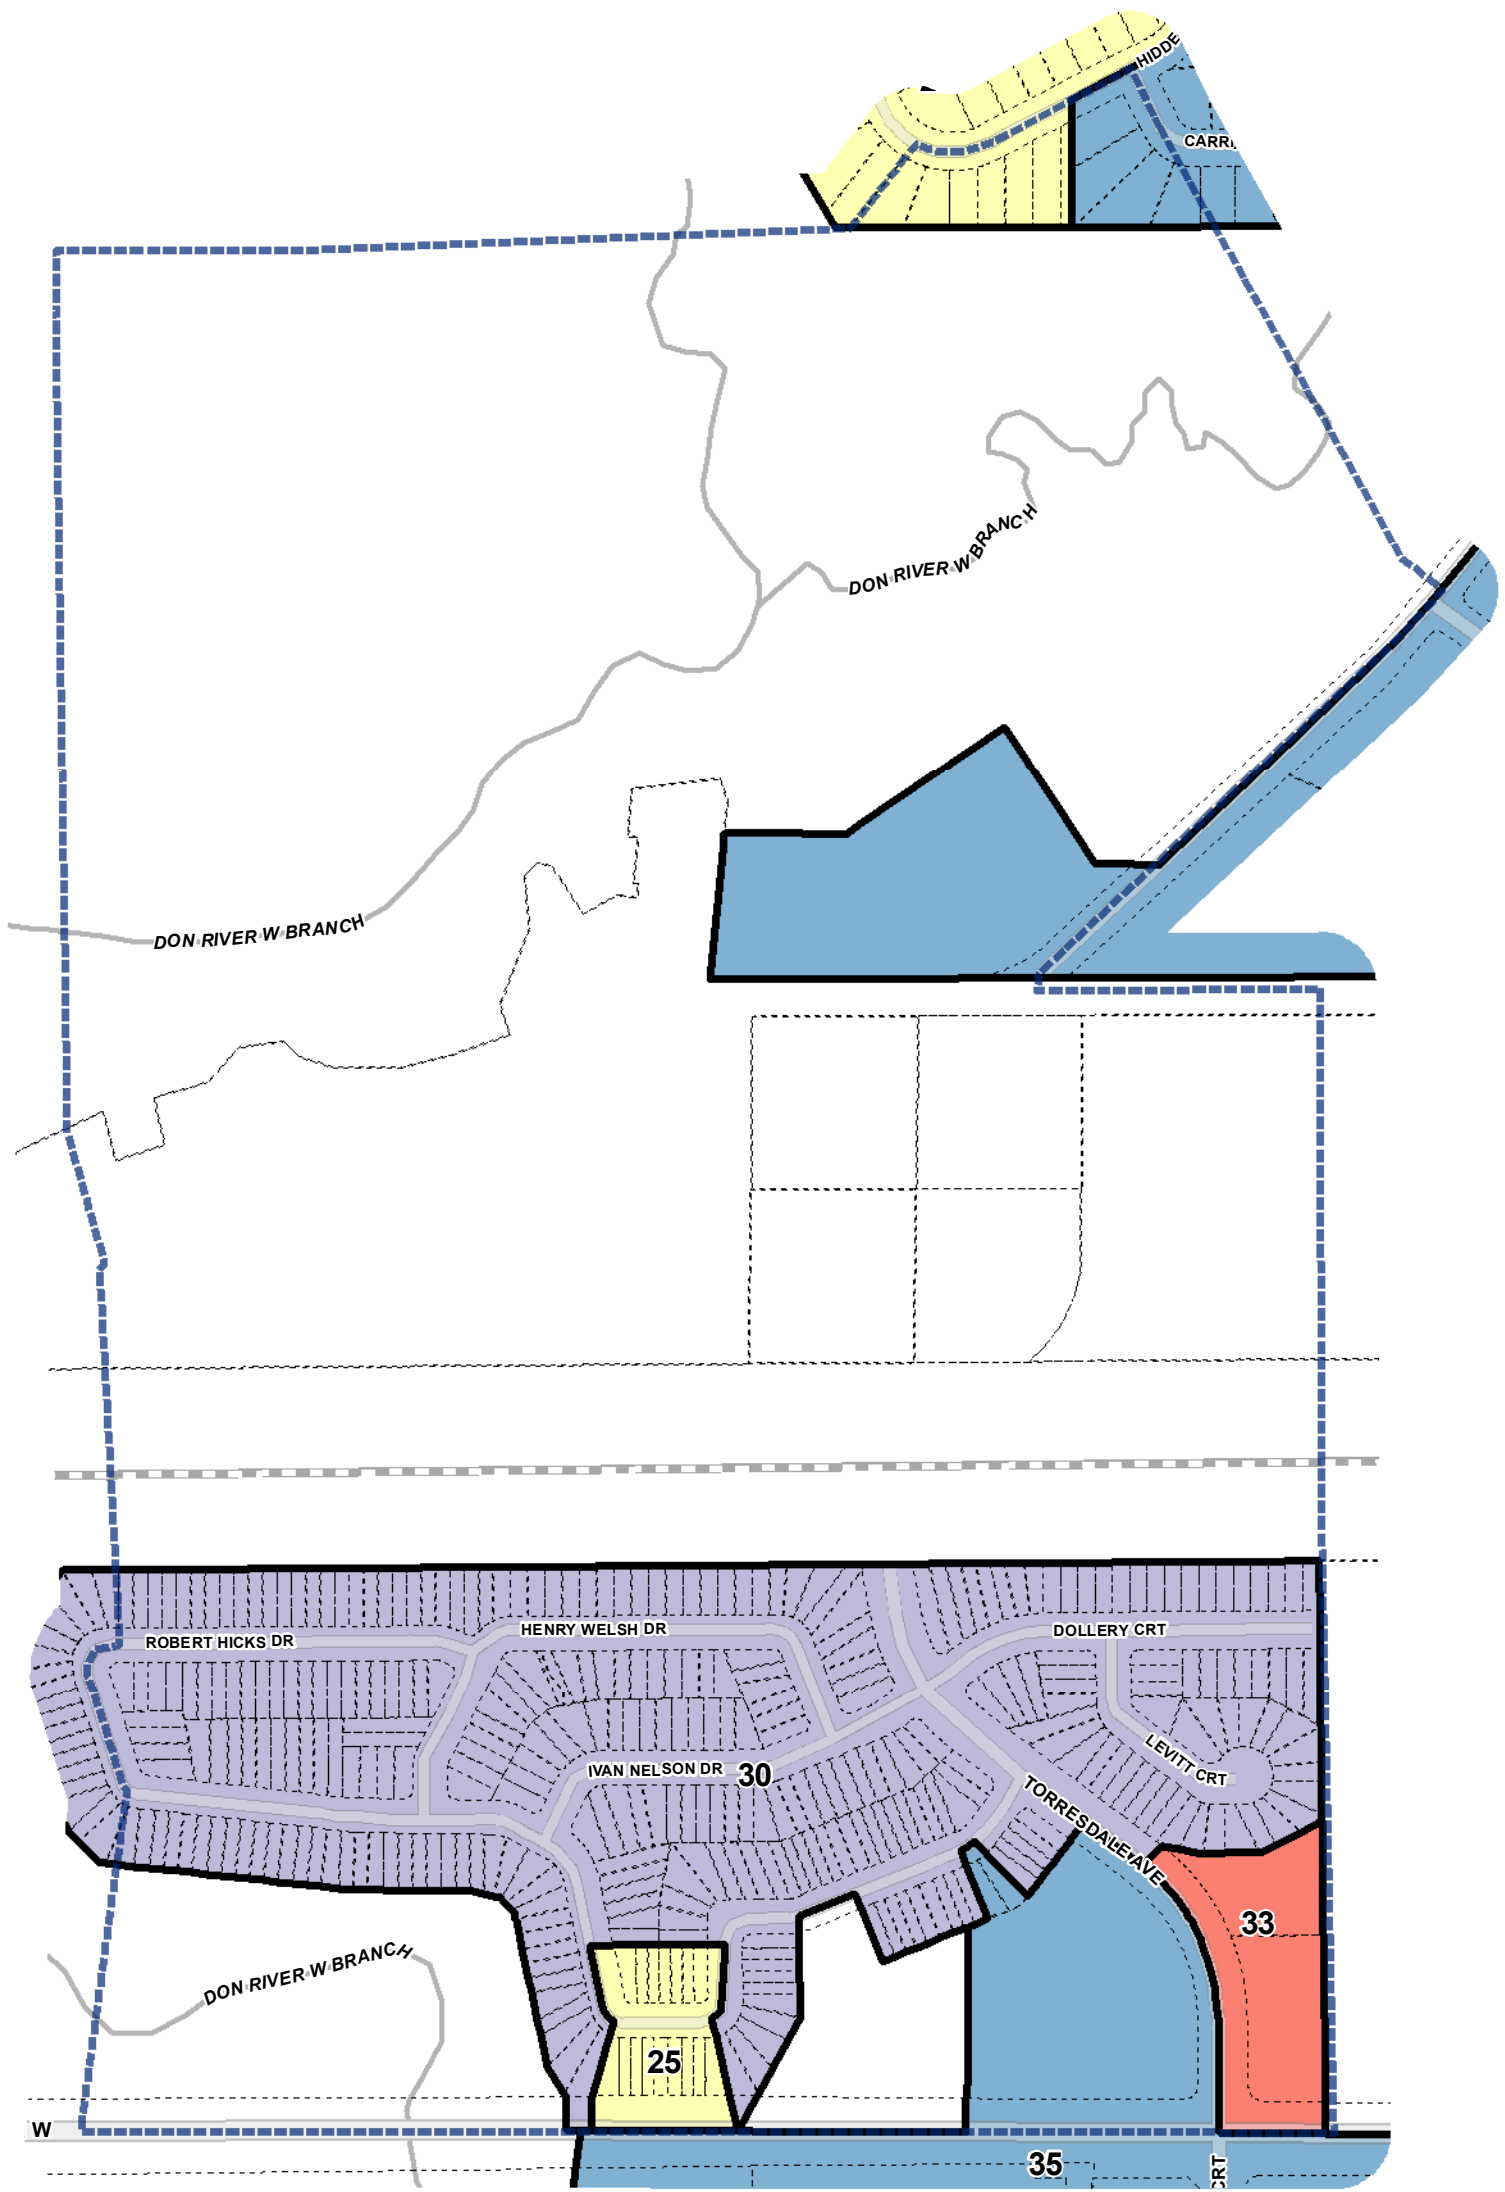 HIDDE
CARRI
DON RIVER W BRANCH
DON RIVER W BRANCH
ROBERT HICKS DR
HENRY WELSH DR
DOLLERY CRT
LEVITT CRT
IVAN NELSON DR
30
TORRESDALE AVE
33
DON RIVER W BRANCH
25
W
35
CRT